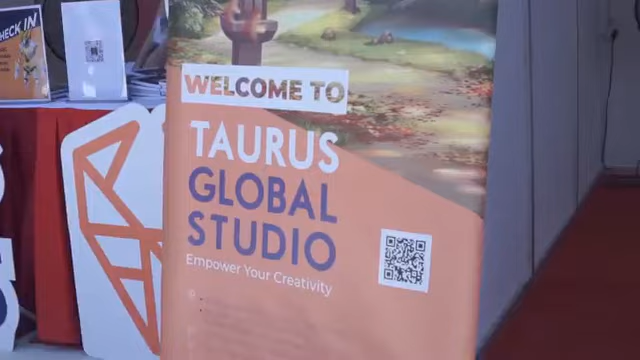 CHECK IN
WELCOME TO
TAURUS
GLOBAL
STUDIO
Empower Your Creativity